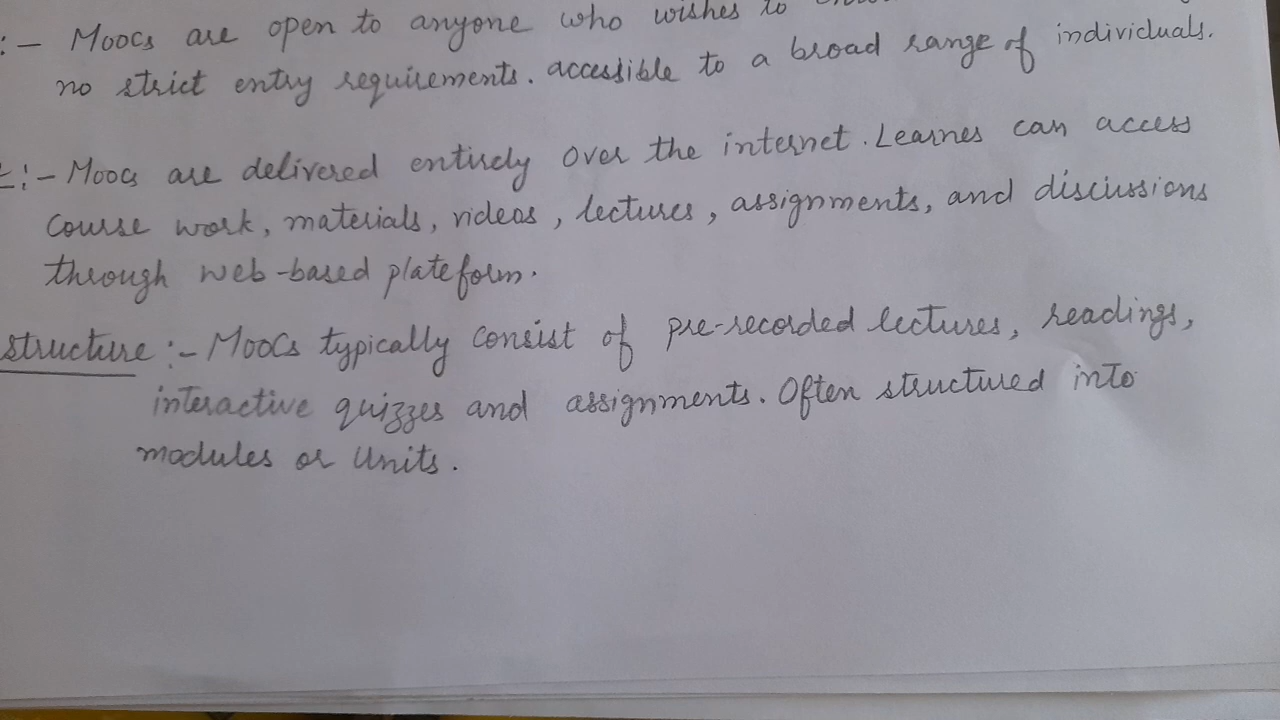 :- Moocs are open to anyone who wishes to
no strict entry requirements. accessible to a broad range of individuals.
:- Moocs are delivered entirely over the internet. Learnes can access
course work, materials, videos, lectures, assignments, and discussions
through web-based plateform.
structure :- MOOCs typically consist of pre-recorded lectures, readings,
interactive quizzes and assignments. Often structured into
modules or Units.